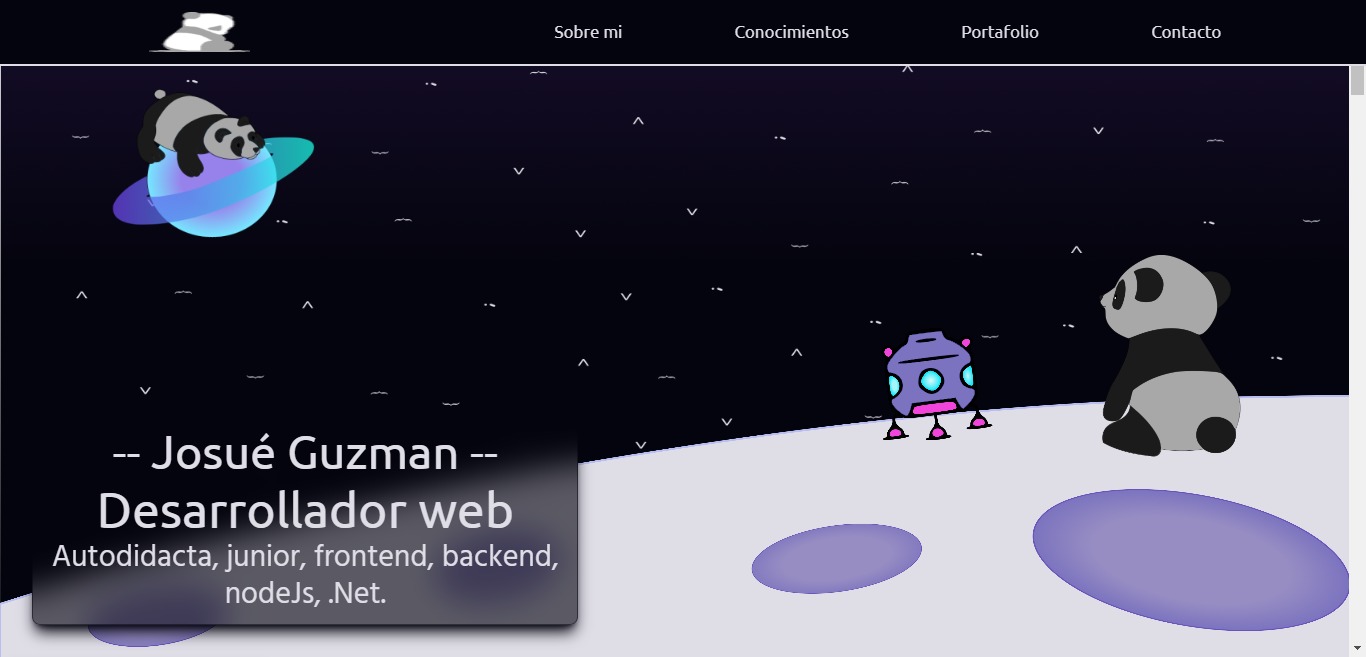 Sobre mi
Conocimientos
Portafolio
Contacto
-- Josué Guzman --
Desarrollador web
Autodidacta, junior, frontend, backend,
nodeJs, .Net.